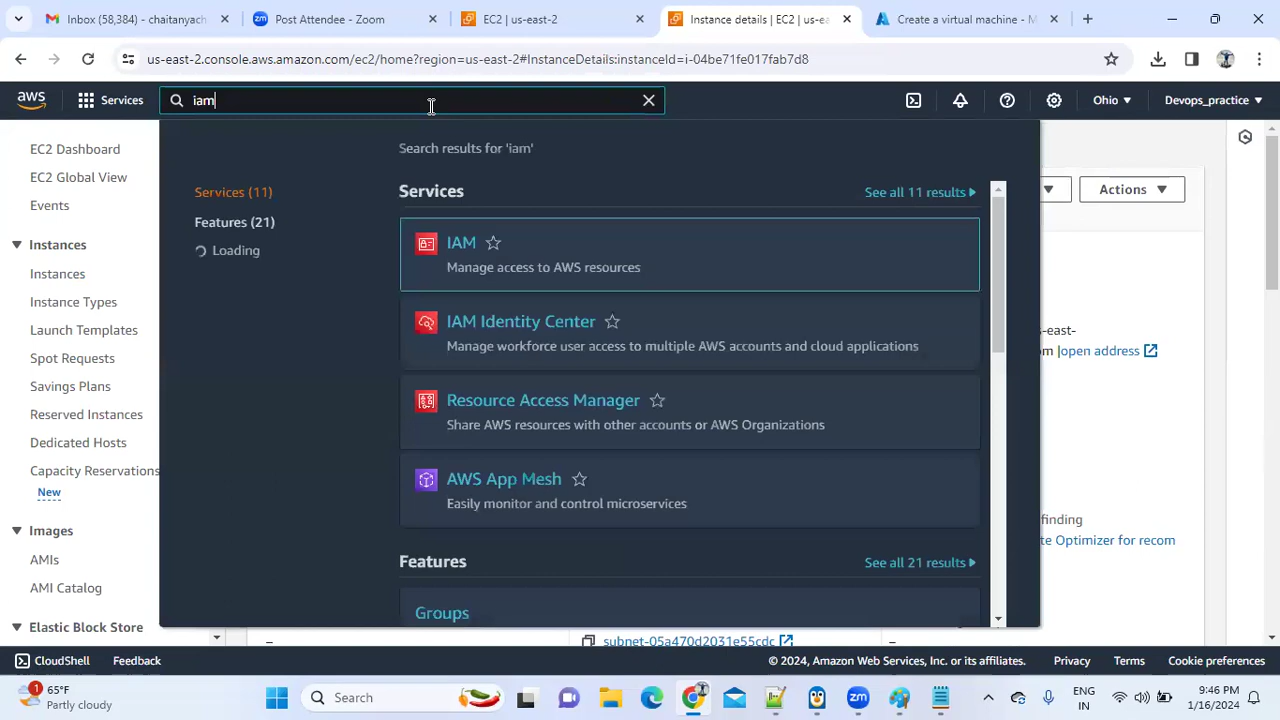 Inbox (58,384) - chaitanyach
Post Attendee - Zoom
EC2 | us-east-2
Instance details | EC2 | us-ea
Create a virtual machine - M
us-east-2.console.aws.amazon.com/ec2/home?region=us-east-2#InstanceDetails:instanceId=i-04be71fe017fab7d8
aws
Services
iam
Ohio
Devops_practice
EC2 Dashboard
EC2 Global View
Events
Instances
Instances
Instance Types
Launch Templates
Spot Requests
Savings Plans
Reserved Instances
Dedicated Hosts
Capacity Reservations
New
Images
AMIs
AMI Catalog
Elastic Block Store
Search results for 'iam'
Services (11)
Features (21)
Loading
Services
See all 11 results
IAM
Manage access to AWS resources
IAM Identity Center
Manage workforce user access to multiple AWS accounts and cloud applications
Resource Access Manager
Share AWS resources with other accounts or AWS Organizations
AWS App Mesh
Easily monitor and control microservices
Features
See all 21 results
Groups
Actions
s-east-
om |open address
finding
te Optimizer for recom
–
subnet-05a470d2031e55cdc
–
CloudShell
Feedback
© 2024, Amazon Web Services, Inc. or its affiliates.
Privacy
Terms
Cookie preferences
1
65°F
Partly cloudy
Search
ENG
IN
9:46 PM
1/16/2024